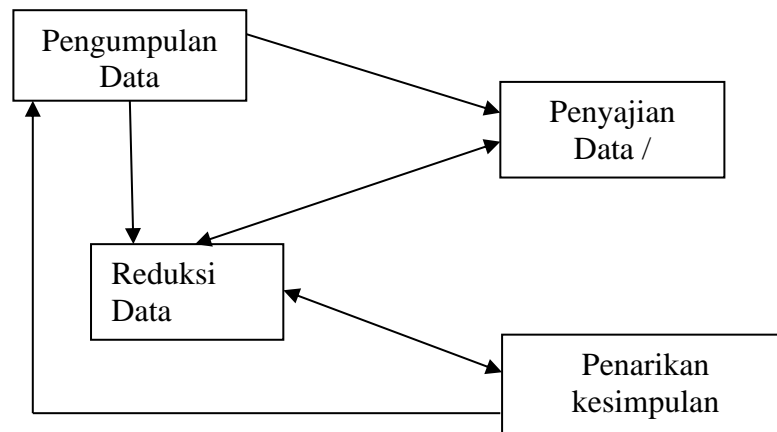 Pengumpulan
Data
Penyajian
Data /
Reduksi
Data
Penarikan
kesimpulan